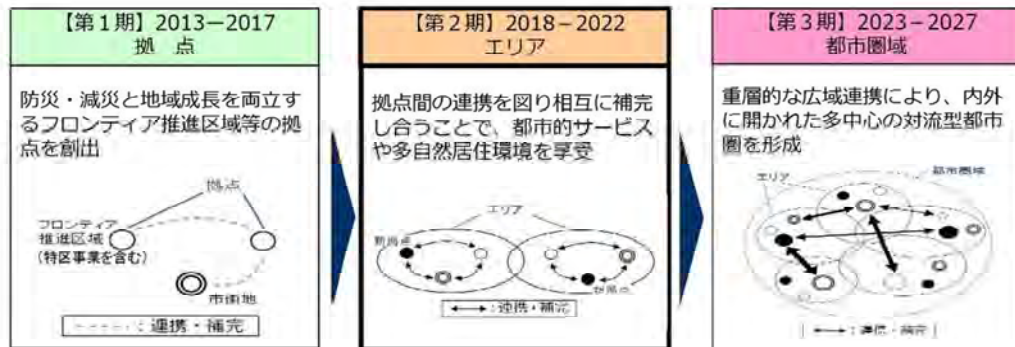 【第1期】2013－2017
拠　点
防災・減災と地域成長を両立す
るフロンティア推進区域等の拠
点を創出
拠点
フロンティア
推進区域
(特区事業を含む)
市街地
：連携・補完
【第2期】2018－2022
エリア
拠点間の連携を図り相互に補完
し合うことで、都市的サービス
や多自然居住環境を享受
エリア
新拠点
新拠点
：連携・補完
【第3期】2023－2027
都市圏域
重層的な広域連携により、内外
に開かれた多中心の対流型都市
圏を形成
エリア
都市圏域
：連携・補完